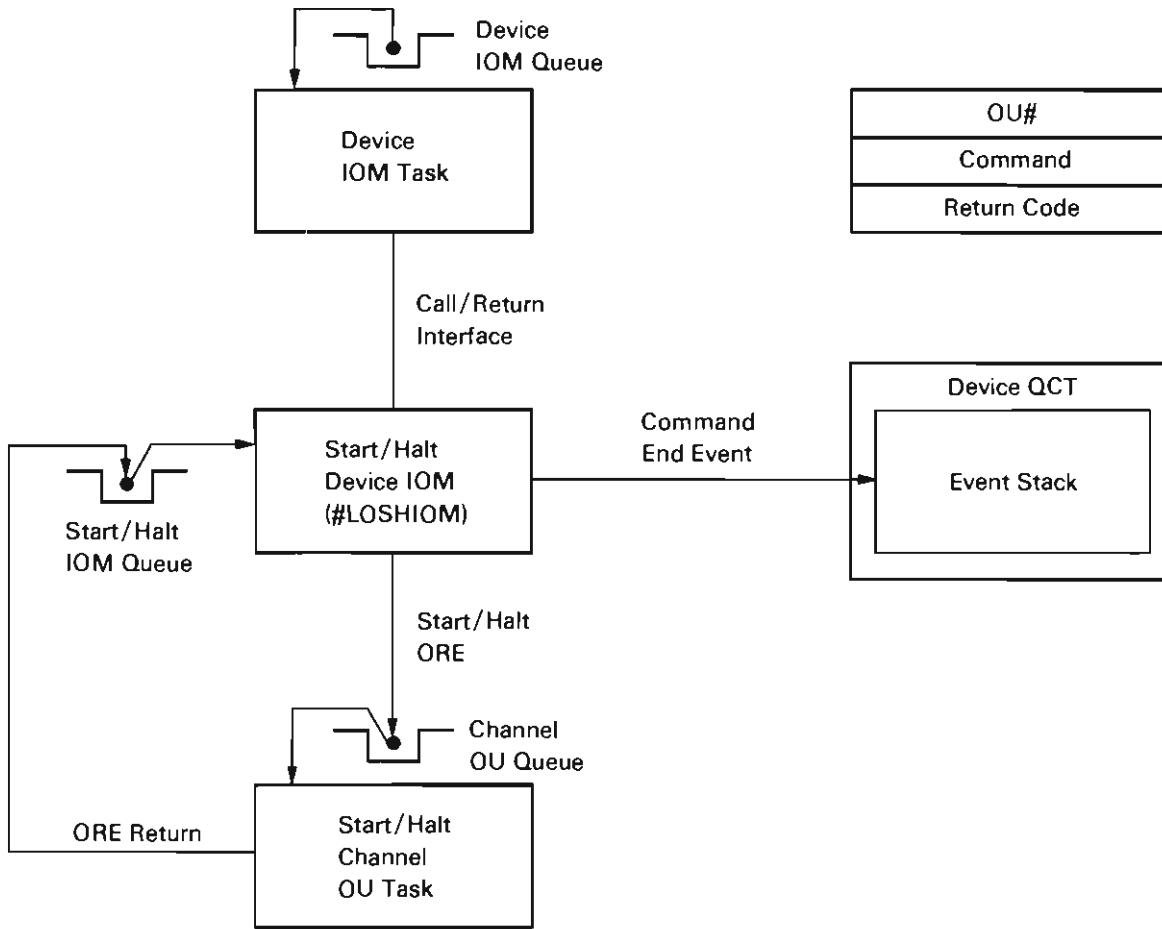 Device
IOM Queue
Device
IOM Task
OU#
Command
Return Code
Call/Return
Interface
Device QCT
Event Stack
Command
End Event
Start/Halt
Device IOM
(#LOSHIOM)
Start/Halt
IOM Queue
Start/Halt
ORE
Channel
OU Queue
ORE Return
Start/Halt
Channel
OU Task